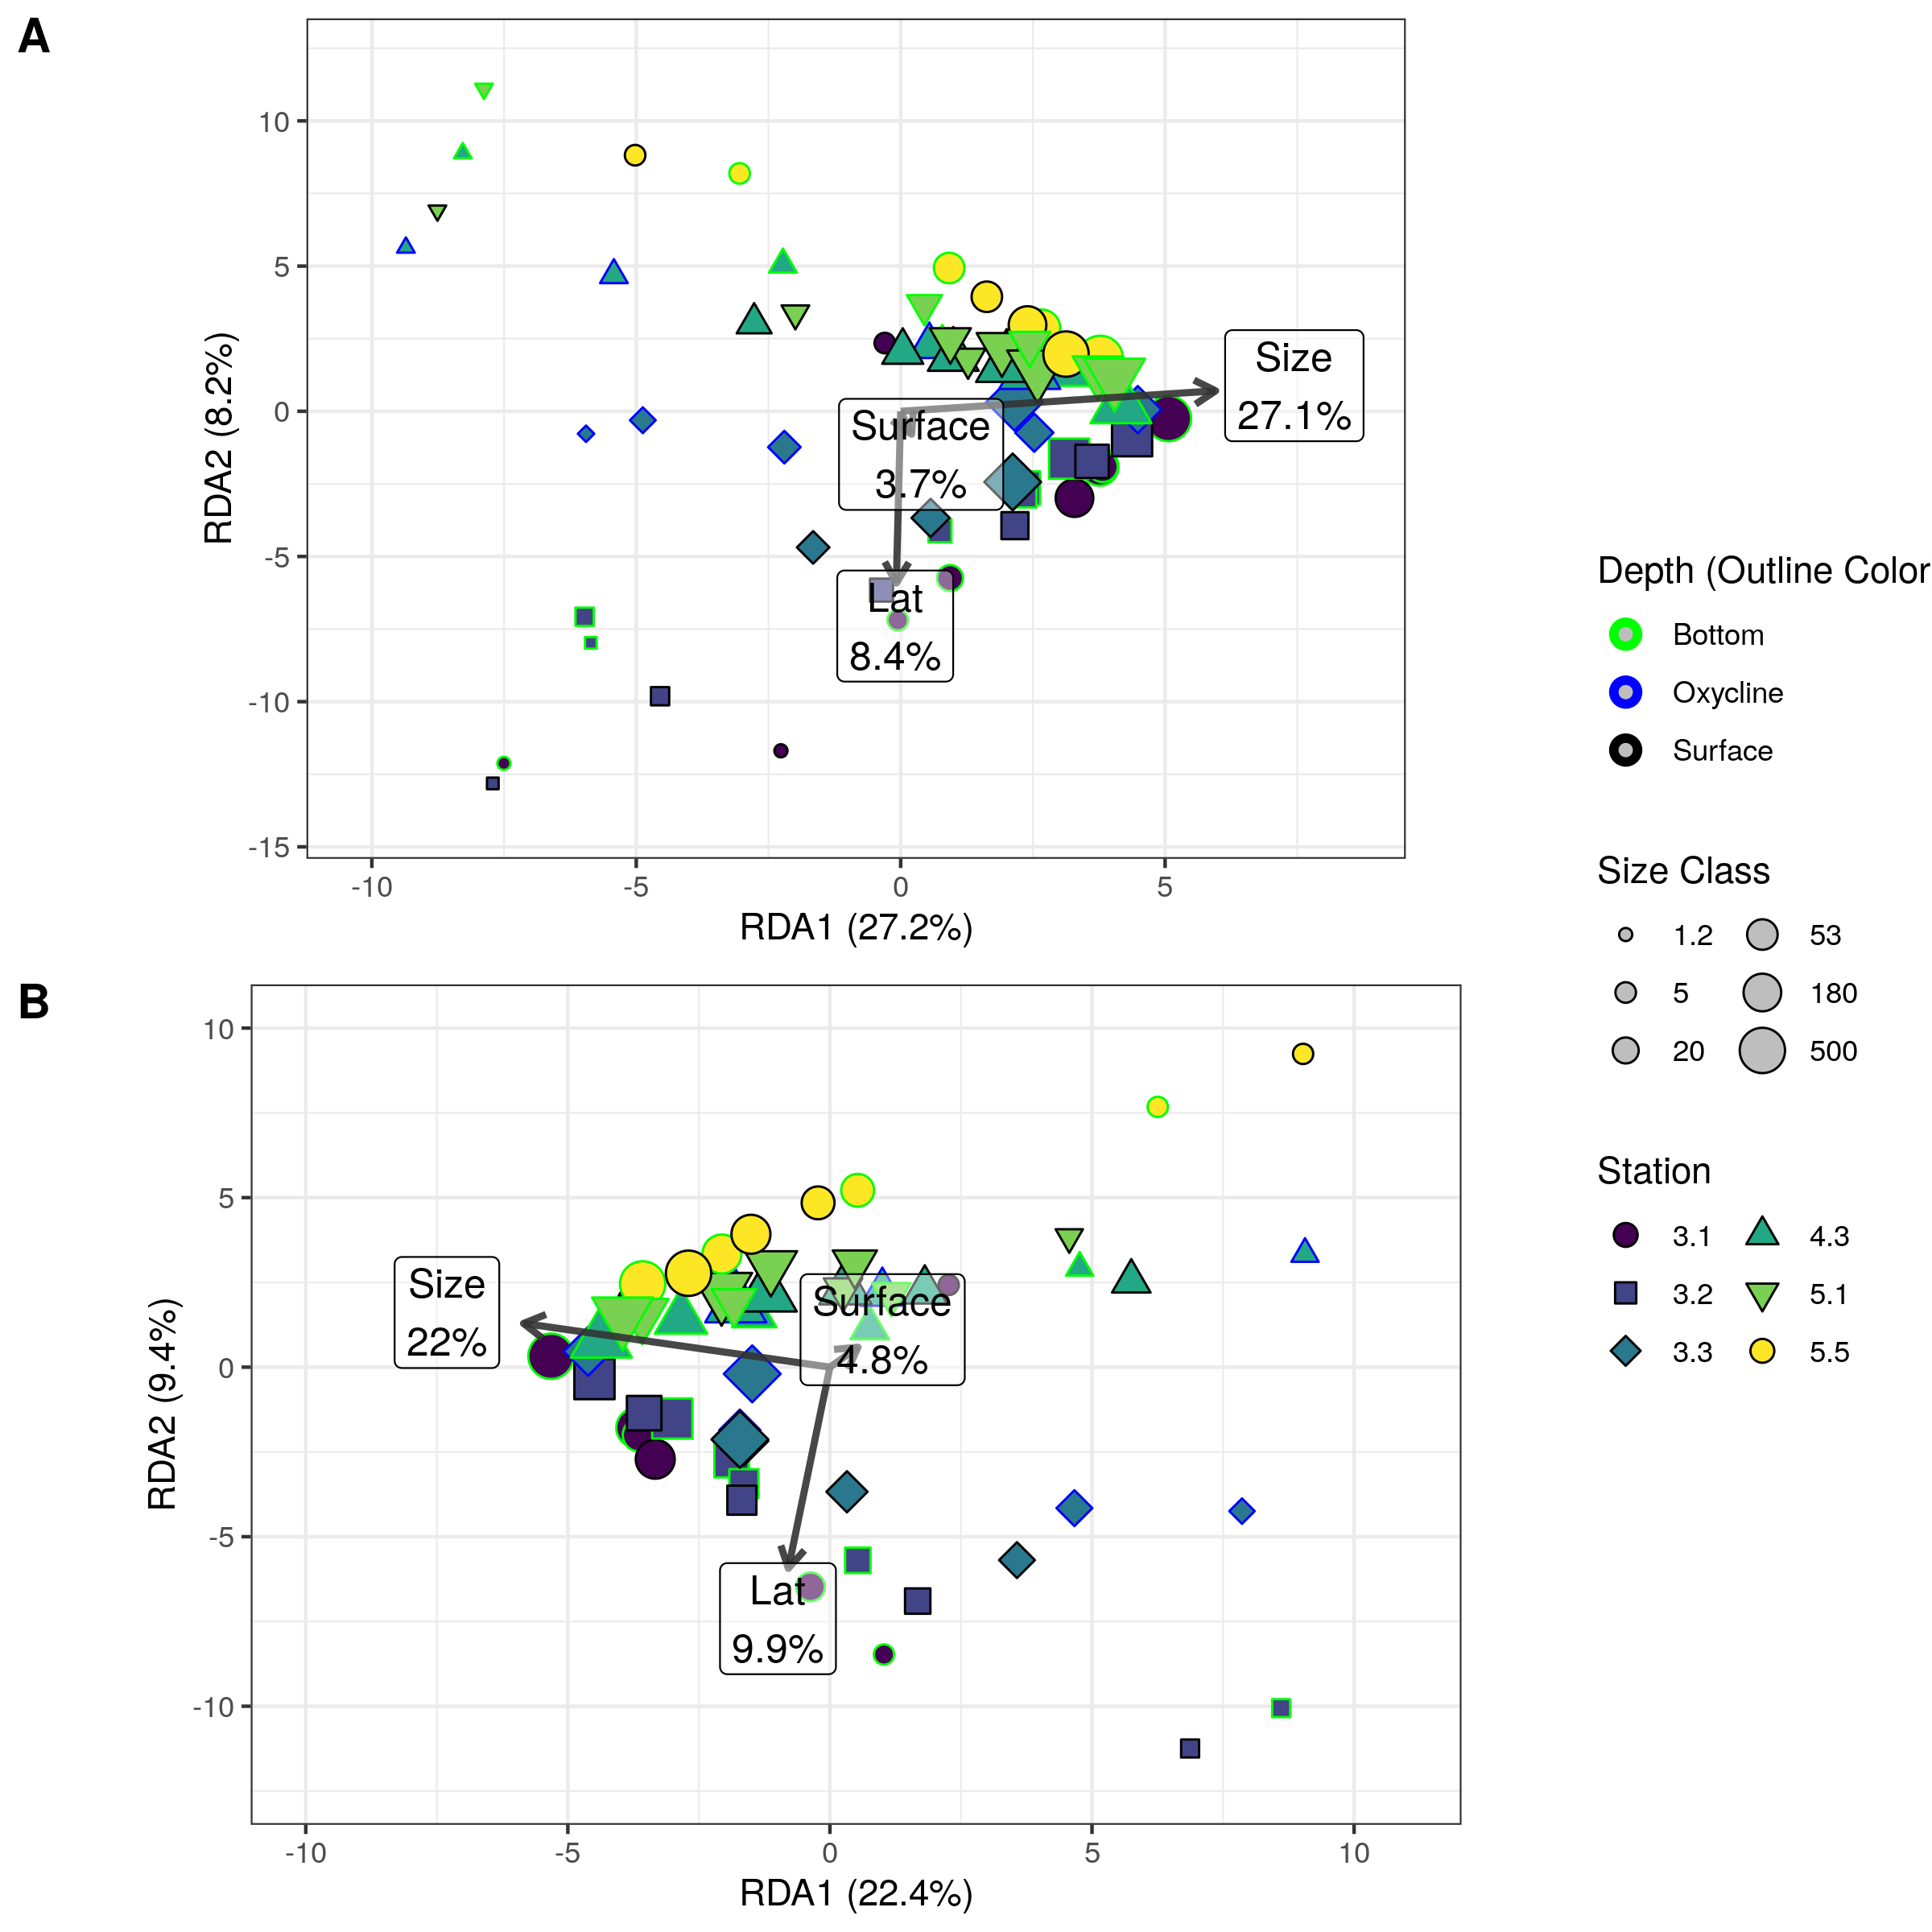 A
10
5
0
-5
-10
-15
RDA2 (8.2%)
Size
27.1%
Surface
3.7%
Lat
8.4%
-10
-5
0
5
RDA1 (27.2%)
B
10
5
0
-5
-10
RDA2 (9.4%)
Size
22%
Surface
4.8%
Lat
9.9%
-10
-5
0
5
10
RDA1 (22.4%)
Depth (Outline Color
Bottom
Oxycline
Surface
Size Class
1.2
53
5
180
20
500
Station
3.1
4.3
3.2
5.1
3.3
5.5